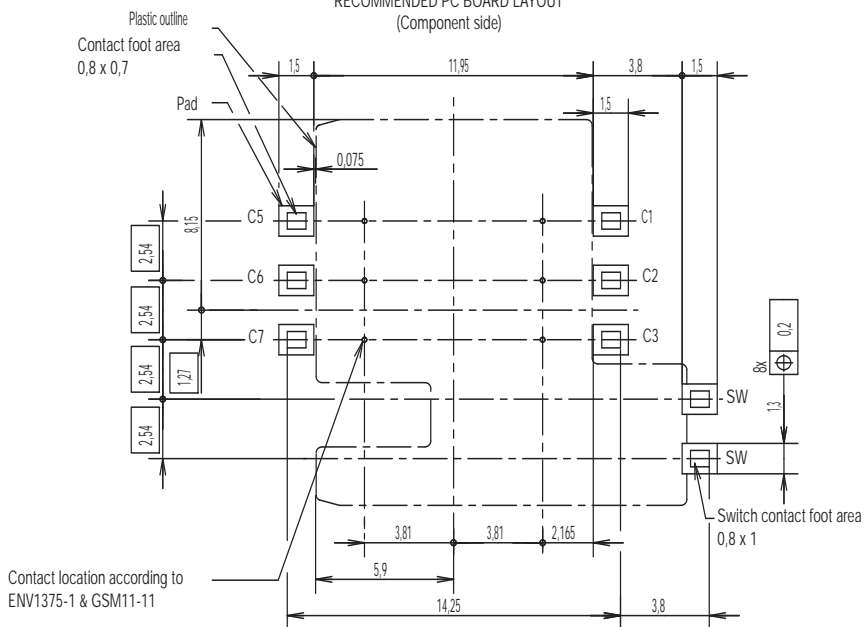 RECOMMENDED PC BOARD LAYOUT
(Component side)
Plastic outline
Contact foot area
0,8 x 0,7
Pad
1,5
11,95
3,8
1,5
1,5
0,075
8,15
C5
C1
2,54
C6
C2
2,54
C7
C3
0,2
8x
1,27
2,54
SW
1,3
2,54
SW
Switch contact foot area
0,8 x 1
3,81
3,81
2,165
5,9
Contact location according to
ENV1375-1 & GSM11-11
14,25
3,8